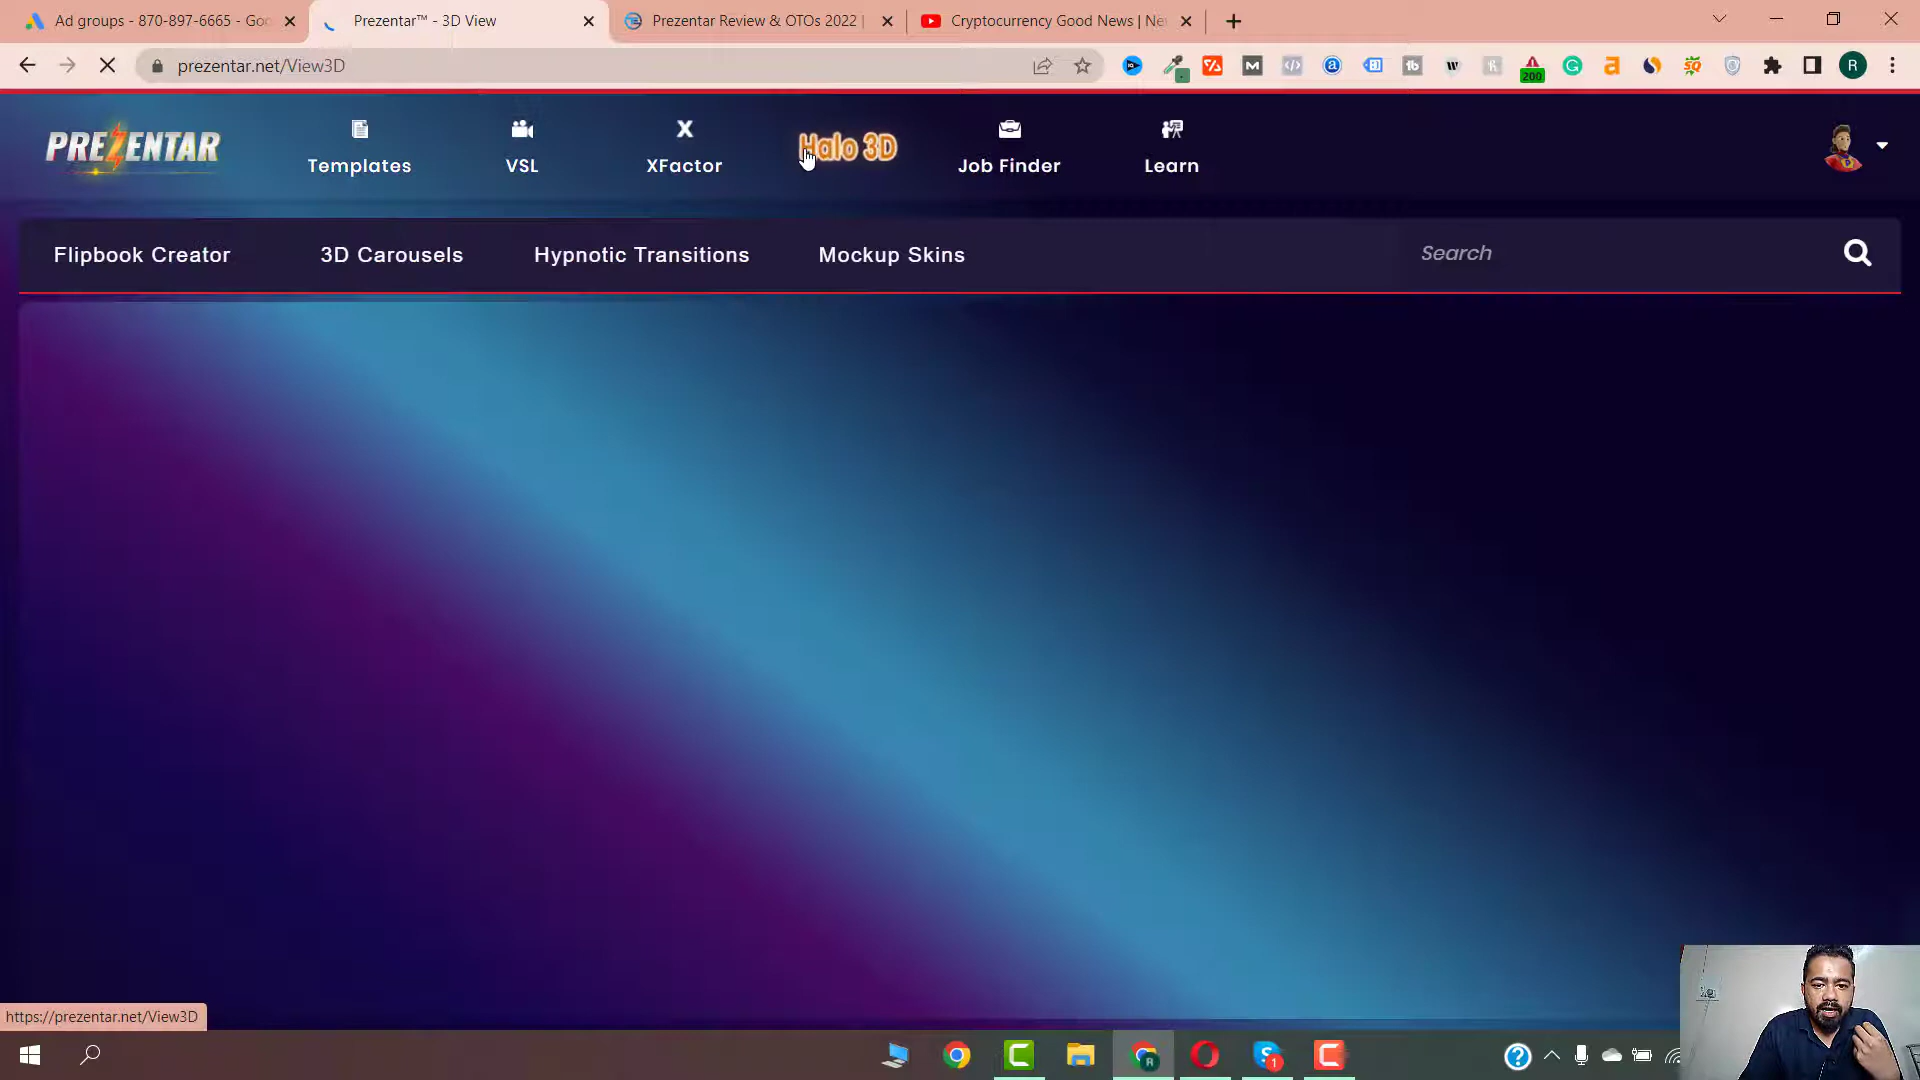 Ad groups - 870-897-6665 - Goo
Prezentar™ - 3D View
Prezentar Review & OTOs 2022 |
Cryptocurrency Good News | Ne
prezentar.net/View3D
200
R
PREZENTAR
Templates
VSL
XFactor
Halo 3D
Job Finder
Learn
Flipbook Creator
3D Carousels
Hypnotic Transitions
Mockup Skins
Search
https://prezentar.net/View3D